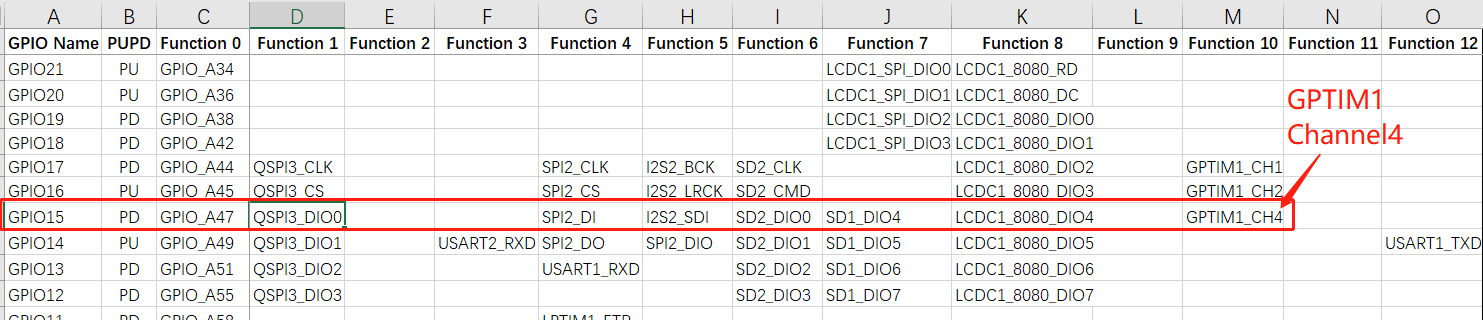 A B C D E F G H I J K L M N O
GPIO Name PUPD Function 0 Function 1 Function 2 Function 3 Function 4 Function 5 Function 6 Function 7 Function 8 Function 9 Function 10 Function 11 Function 12
GPIO21 PU GPIO_A34 LCDC1_SPI_DIO0 LCDC1_8080_RD
GPIO20 PU GPIO_A36 LCDC1_SPI_DIO1 LCDC1_8080_DC
GPIO19 PD GPIO_A38 LCDC1_SPI_DIO2 LCDC1_8080_DIO0
GPIO18 PD GPIO_A42 LCDC1_SPI_DIO3 LCDC1_8080_DIO1
GPIO17 PD GPIO_A44 QSPI3_CLK SPI2_CLK I2S2_BCK SD2_CLK LCDC1_8080_DIO2 GPTIM1_CH1
GPIO16 PU GPIO_A45 QSPI3_CS SPI2_CS I2S2_LRCK SD2_CMD LCDC1_8080_DIO3 GPTIM1_CH2
GPIO15 PD GPIO_A47 QSPI3_DIO0 SPI2_DI I2S2_SDI SD2_DIO0 SD1_DIO4 LCDC1_8080_DIO4 GPTIM1_CH4
GPIO14 PU GPIO_A49 QSPI3_DIO1 USART2_RXD SPI2_DO SPI2_DIO SD2_DIO1 SD1_DIO5 LCDC1_8080_DIO5 USART1_TXD
GPIO13 PD GPIO_A51 QSPI3_DIO2 USART1_RXD SD2_DIO2 SD1_DIO6 LCDC1_8080_DIO6
GPIO12 PD GPIO_A55 QSPI3_DIO3 SD2_DIO3 SD1_DIO7 LCDC1_8080_DIO7
GPIO11 PD GPIO_A58 LPTIM1_ETR
GPTIM1
Channel4